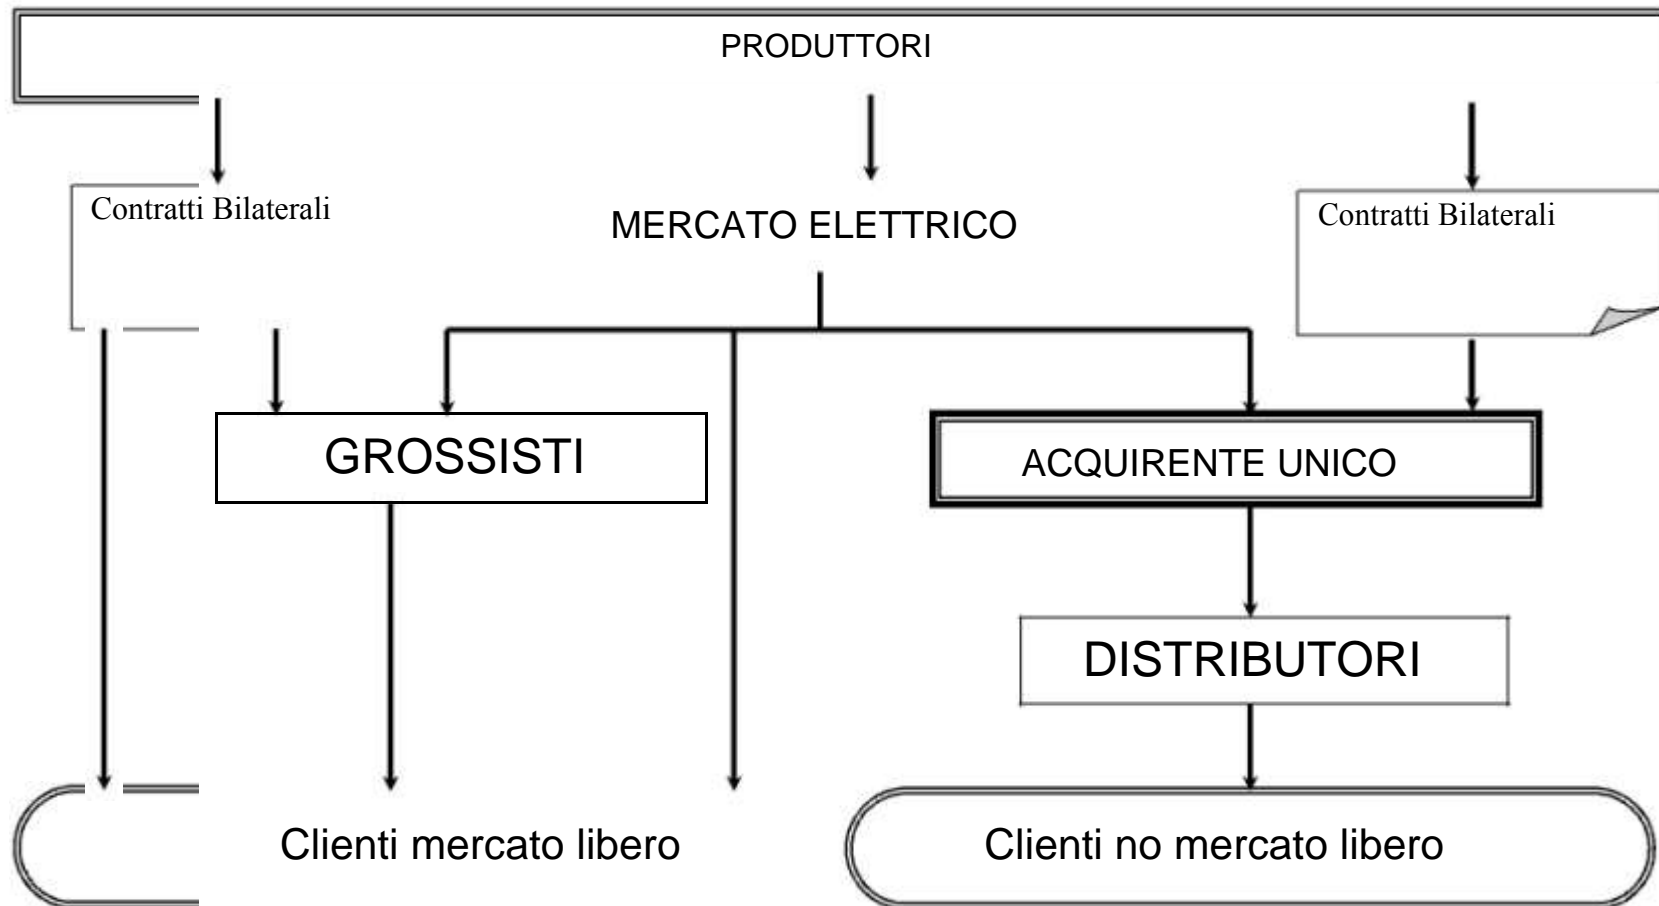 PRODUTTORI
Contratti Bilaterali
MERCATO ELETTRICO
Contratti Bilaterali
GROSSISTI
ACQUIRENTE UNICO
DISTRIBUTORI
Clienti mercato libero
Clienti no mercato libero